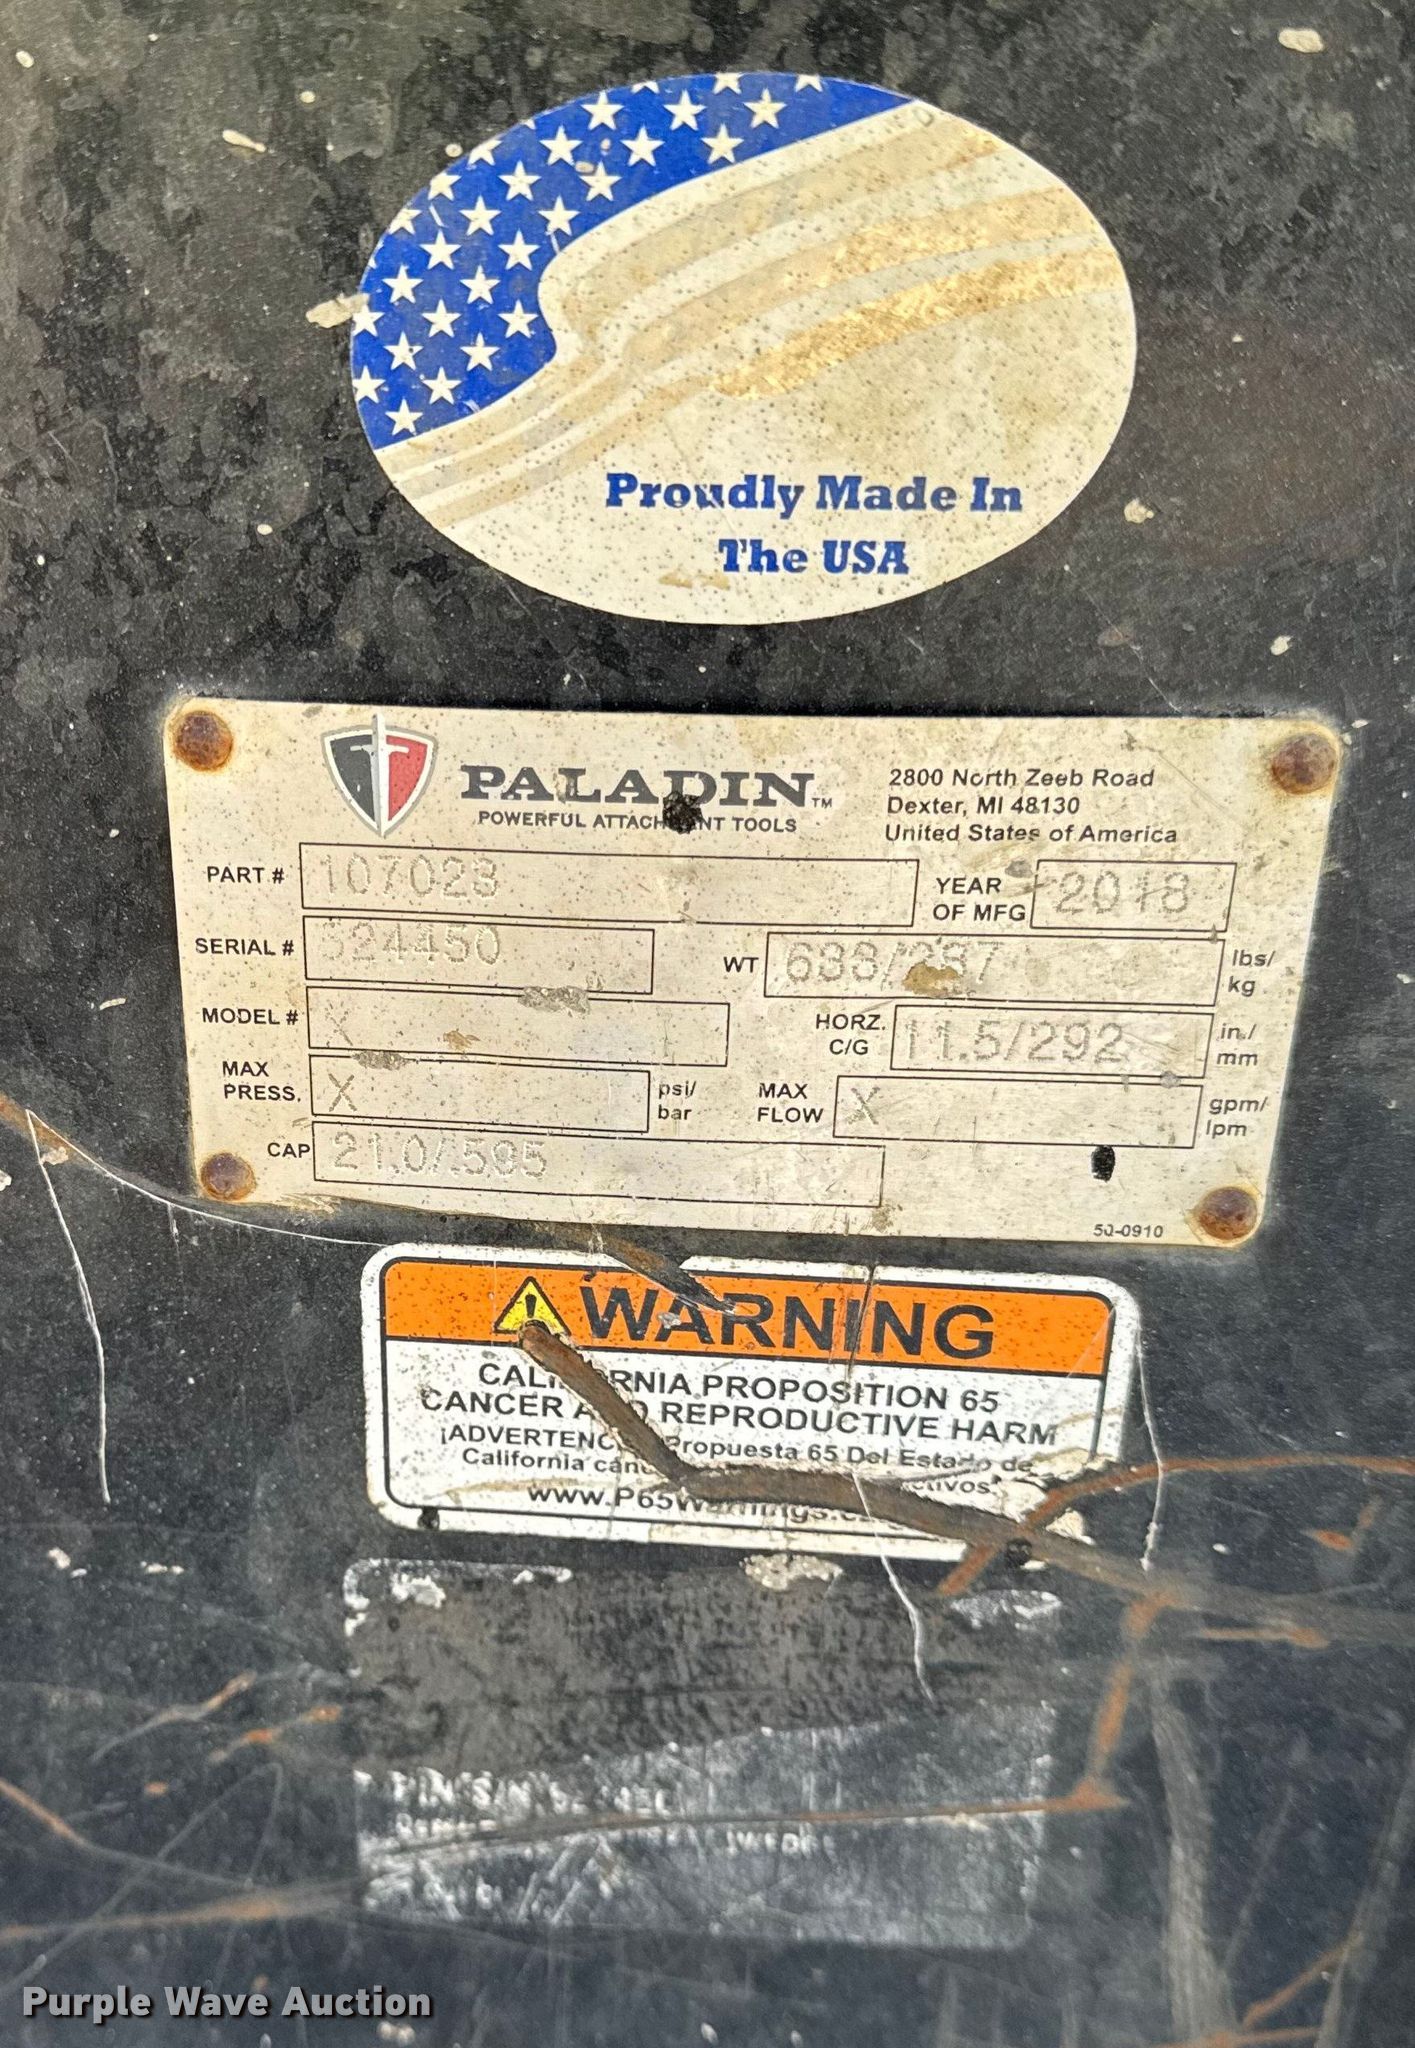 Proudly Made In
The USA
PALADIN™
POWERFUL ATTACHMENT TOOLS
2800 North Zeeb Road
Dexter, MI 48130
United States of America
PART # 107028
YEAR OF MFG 2018
SERIAL # 524450
WT 638/287 lbs/ kg
MODEL # X
HORZ. C/G 11.5/292 in./ mm
MAX PRESS. X psi/ bar
MAX FLOW X gpm/ lpm
CAP 21.0/.595
50-0910
WARNING
CALIFORNIA PROPOSITION 65
CANCER AND REPRODUCTIVE HARM
¡ADVERTENCIA Propuesta 65 Del Estado de
California
www.P65Warnings.ca.gov
S/N
Purple Wave Auction